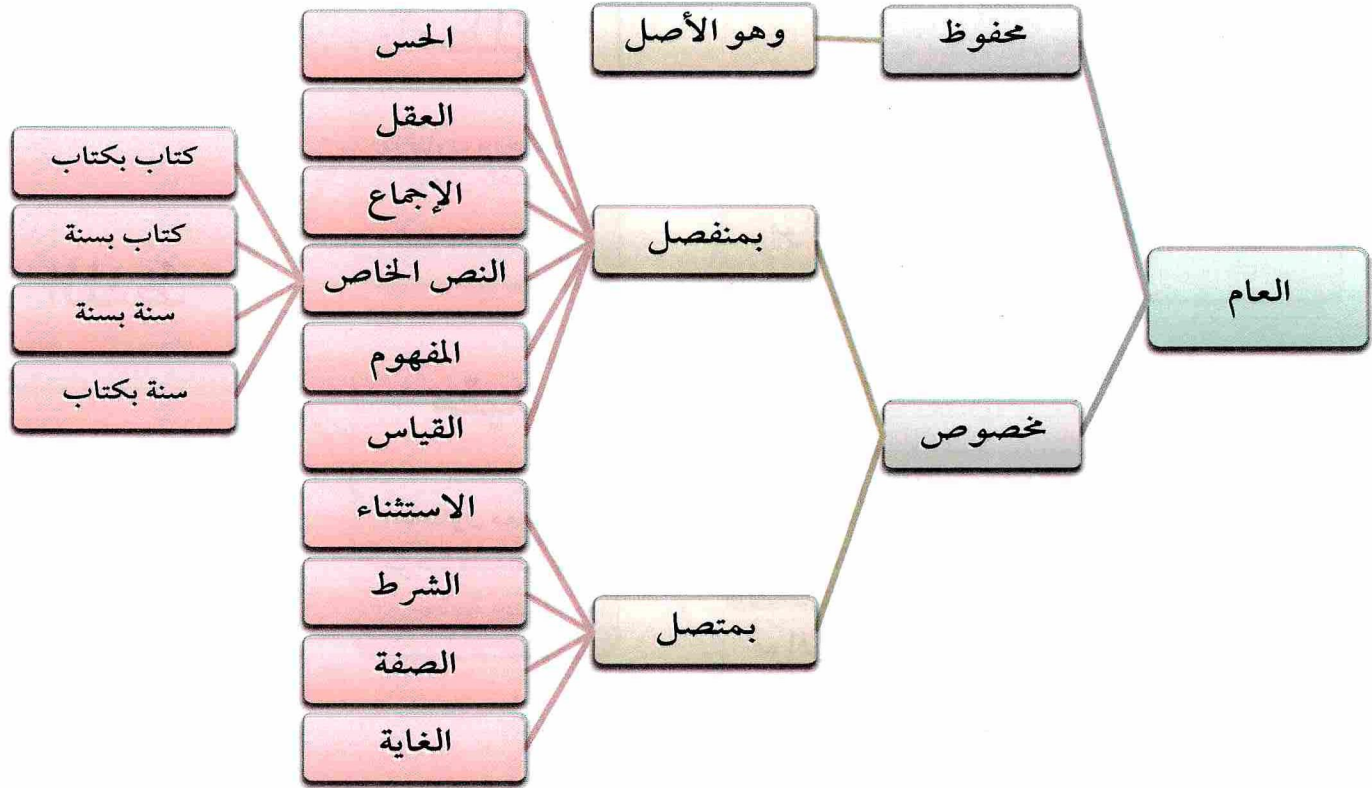 العام
محفوظ
وهو الأصل
مخصوص
بمنفصل
الحس
العقل
الإجماع
النص الخاص
كتاب بكتاب
كتاب بسنة
سنة بسنة
سنة بكتاب
المفهوم
القياس
بمتصل
الاستثناء
الشرط
الصفة
الغاية